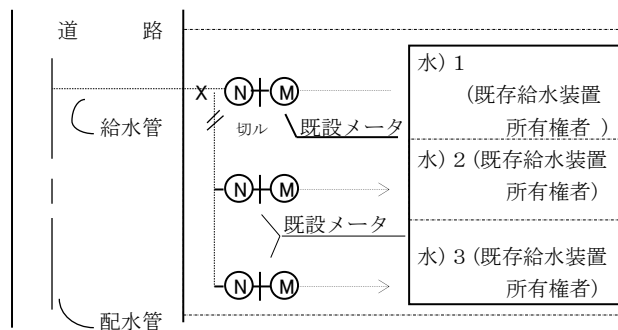 道　路
水) 1
(既存給水装置
所有権者 )
X N M
給水管
切ル
既設メータ
水) 2 (既存給水装置
所有権者)
N M
既設メータ
水) 3 (既存給水装置
所有権者)
N M
配水管